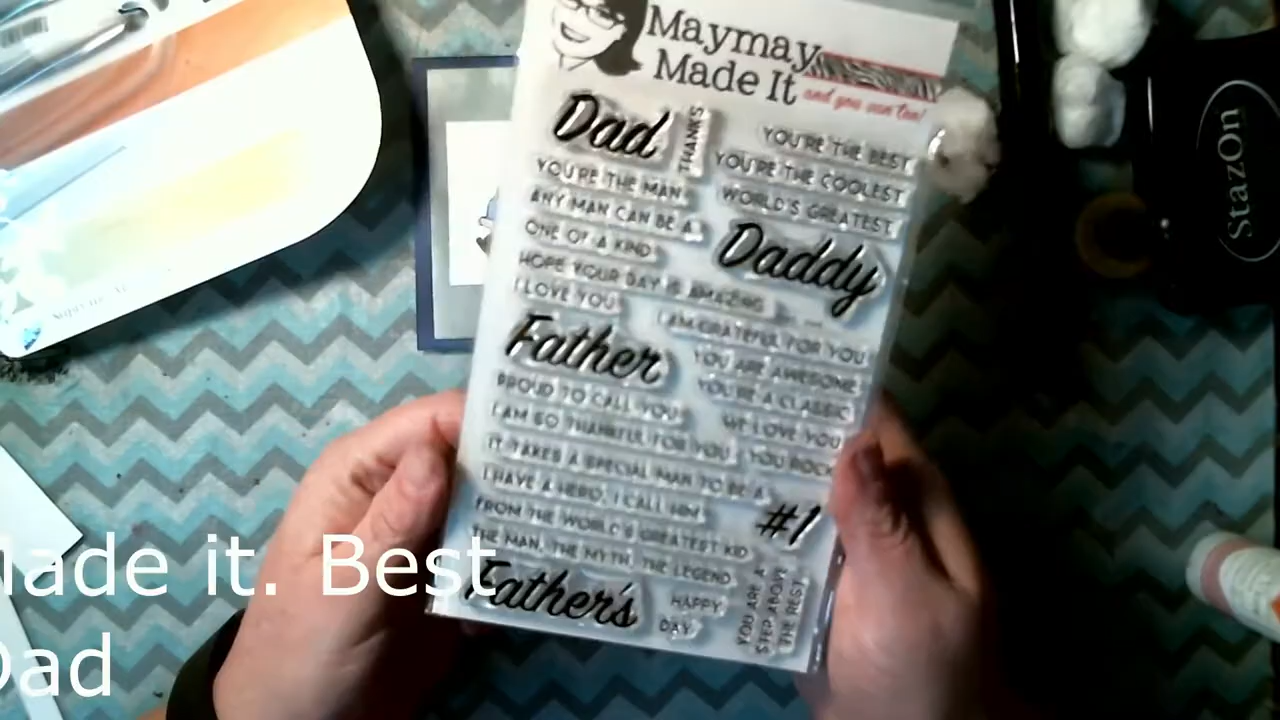 Maymay
Made It
and you can too!
Dad
THANKS
YOU'RE THE BEST
YOU'RE THE MAN
YOU'RE THE COOLEST
ANY MAN CAN BE A
WORLD'S GREATEST
ONE OF A KIND
Daddy
HOPE YOUR DAY IS AMAZING
I LOVE YOU
I AM GRATEFUL FOR YOU
Father
YOU ARE AWESOME
PROUD TO CALL YOU
YOU'RE A CLASSIC
I AM SO THANKFUL FOR YOU
WE LOVE YOU
IT TAKES A SPECIAL MAN TO BE A
YOU ROCK
I HAVE A HERO, I CALL HIM
#1
FROM THE WORLD'S GREATEST KID
THE MAN, THE MYTH, THE LEGEND
Father's
HAPPY
DAY
YOU ARE A
STEP ABOVE
THE REST
StazOn
Made it. Best
Dad